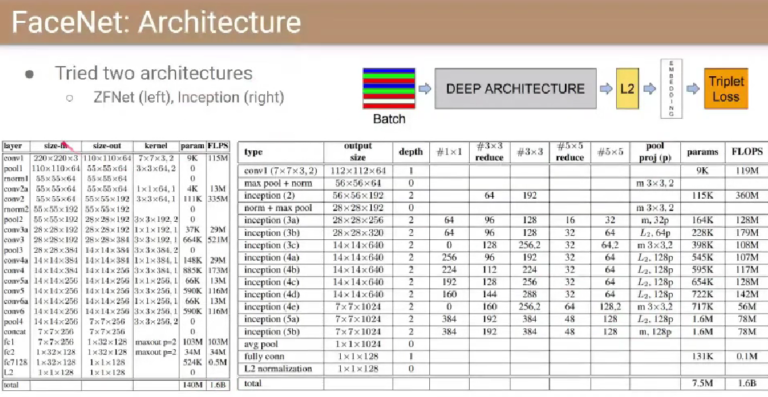 FaceNet: Architecture
● Tried two architectures
○ ZFNet (left), Inception (right)
Batch
DEEP ARCHITECTURE
L2
EMBEDDING
Triplet
Loss
layer size-in size-out kernel param FLPS
conv1 220×220×3 110×110×64 7×7×3, 2 9K 115M
pool1 110×110×64 55×55×64 3×3×64, 2 0
rnorm1 55×55×64 55×55×64 0
conv2a 55×55×64 55×55×64 1×1×64, 1 4K 13M
conv2 55×55×64 55×55×192 3×3×64, 1 111K 335M
rnorm2 55×55×192 55×55×192 0
pool2 55×55×192 28×28×192 3×3×192, 2 0
conv3a 28×28×192 28×28×192 1×1×192, 1 37K 29M
conv3 28×28×192 28×28×384 3×3×192, 1 664K 521M
pool3 28×28×384 14×14×384 3×3×384, 2 0
conv4a 14×14×384 14×14×384 1×1×384, 1 148K 29M
conv4 14×14×384 14×14×256 3×3×384, 1 885K 173M
conv5a 14×14×256 14×14×256 1×1×256, 1 66K 13M
conv5 14×14×256 14×14×256 3×3×256, 1 590K 116M
conv6a 14×14×256 14×14×256 1×1×256, 1 66K 13M
conv6 14×14×256 14×14×256 3×3×256, 1 590K 116M
pool4 14×14×256 7×7×256 3×3×256, 2 0
concat 7×7×256 7×7×256 0
fc1 7×7×256 1×32×128 maxout p=2 103M 103M
fc2 1×32×128 1×32×128 maxout p=2 34M 34M
fc7128 1×32×128 1×1×128 524K 0.5M
L2 1×1×128 1×1×128 0
total 140M 1.6B
type output size depth #1×1 #3×3 reduce #3×3 #5×5 reduce #5×5 pool proj (p) params FLOPS
conv1 (7×7×3, 2) 112×112×64 1 9K 119M
max pool + norm 56×56×64 0 m 3×3, 2
inception (2) 56×56×192 2 64 192 115K 360M
norm + max pool 28×28×192 0 m 3×3, 2
inception (3a) 28×28×256 2 64 96 128 16 32 m, 32p 164K 128M
inception (3b) 28×28×320 2 64 96 128 32 64 L2, 64p 228K 179M
inception (3c) 14×14×640 2 0 128 256,2 32 64,2 m 3×3,2 398K 108M
inception (4a) 14×14×640 2 256 96 192 32 64 L2, 128p 545K 107M
inception (4b) 14×14×640 2 224 112 224 32 64 L2, 128p 595K 117M
inception (4c) 14×14×640 2 192 128 256 32 64 L2, 128p 654K 128M
inception (4d) 14×14×640 2 160 144 288 32 64 L2, 128p 722K 142M
inception (4e) 7×7×1024 2 0 160 256,2 64 128,2 m 3×3,2 717K 56M
inception (5a) 7×7×1024 2 384 192 384 48 128 L2, 128p 1.6M 78M
inception (5b) 7×7×1024 2 384 192 384 48 128 m, 128p 1.6M 78M
avg pool 1×1×1024 0
fully conn 1×1×128 1 131K 0.1M
L2 normalization 1×1×128 0
total 7.5M 1.6B